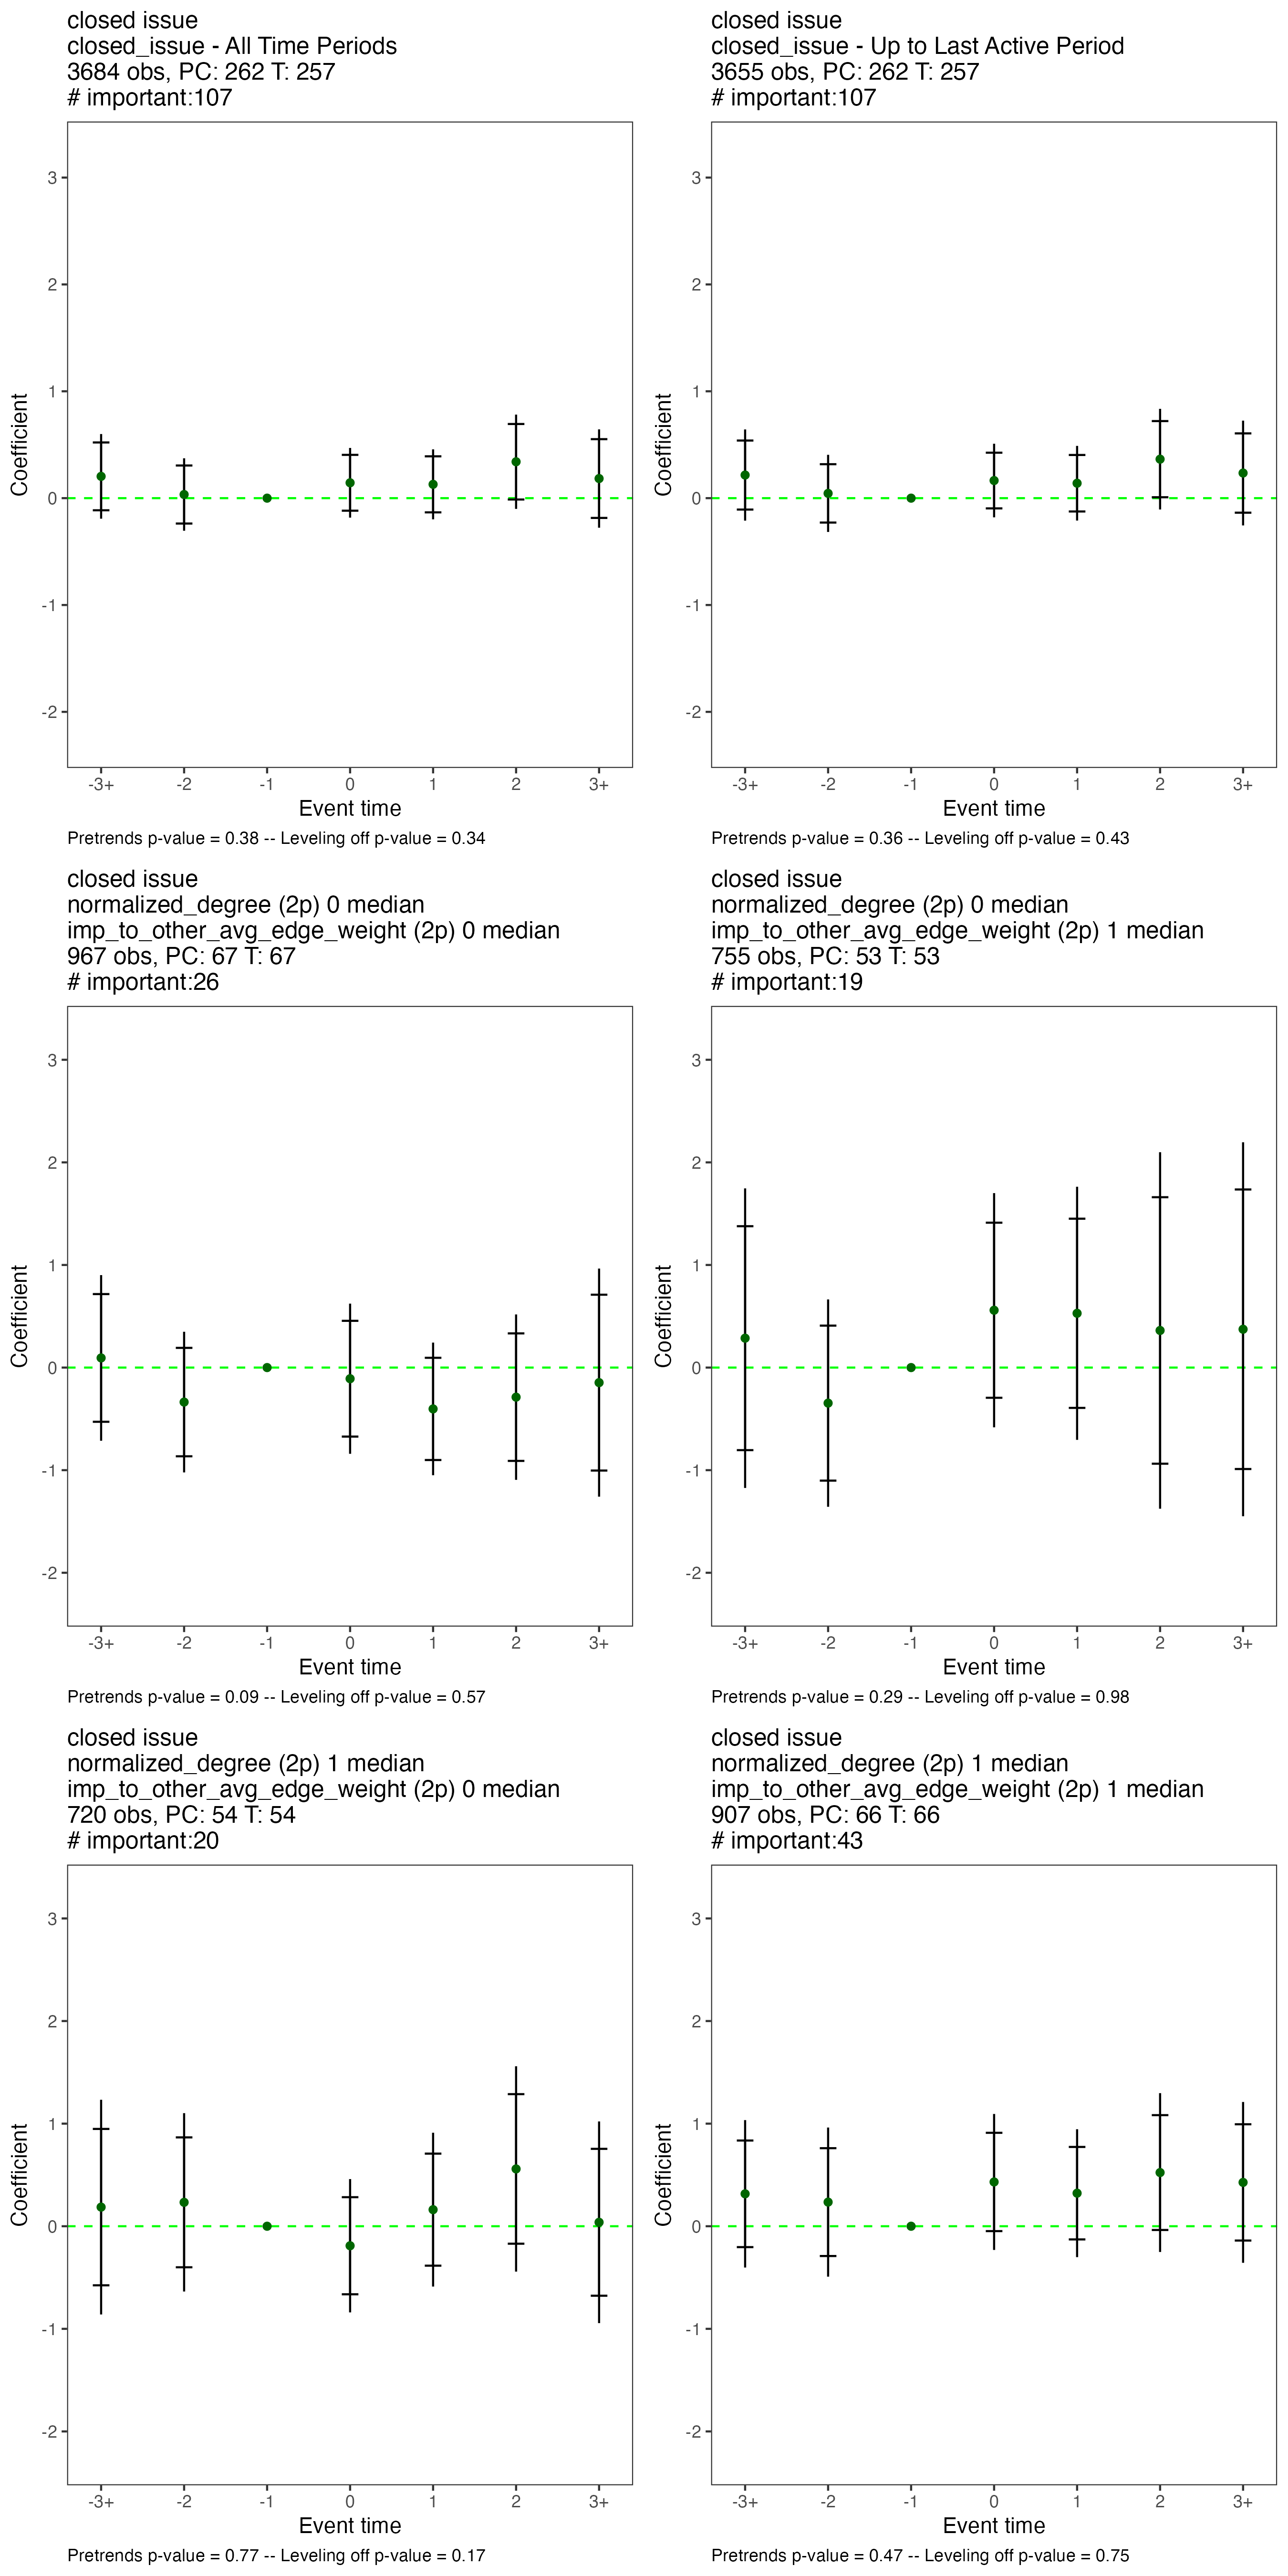 closed issue
closed_issue - All Time Periods
3684 obs, PC: 262 T: 257
# important:107
3
2
1
0
-1
-2
Coefficient
-3+ -2 -1 0 1 2 3+
Event time
Pretrends p-value = 0.38 -- Leveling off p-value = 0.34
closed issue
closed_issue - Up to Last Active Period
3655 obs, PC: 262 T: 257
# important:107
3
2
1
0
-1
-2
Coefficient
-3+ -2 -1 0 1 2 3+
Event time
Pretrends p-value = 0.36 -- Leveling off p-value = 0.43
closed issue
normalized_degree (2p) 0 median
imp_to_other_avg_edge_weight (2p) 0 median
967 obs, PC: 67 T: 67
# important:26
3
2
1
0
-1
-2
Coefficient
-3+ -2 -1 0 1 2 3+
Event time
Pretrends p-value = 0.09 -- Leveling off p-value = 0.57
closed issue
normalized_degree (2p) 0 median
imp_to_other_avg_edge_weight (2p) 1 median
755 obs, PC: 53 T: 53
# important:19
3
2
1
0
-1
-2
Coefficient
-3+ -2 -1 0 1 2 3+
Event time
Pretrends p-value = 0.29 -- Leveling off p-value = 0.98
closed issue
normalized_degree (2p) 1 median
imp_to_other_avg_edge_weight (2p) 0 median
720 obs, PC: 54 T: 54
# important:20
3
2
1
0
-1
-2
Coefficient
-3+ -2 -1 0 1 2 3+
Event time
Pretrends p-value = 0.77 -- Leveling off p-value = 0.17
closed issue
normalized_degree (2p) 1 median
imp_to_other_avg_edge_weight (2p) 1 median
907 obs, PC: 66 T: 66
# important:43
3
2
1
0
-1
-2
Coefficient
-3+ -2 -1 0 1 2 3+
Event time
Pretrends p-value = 0.47 -- Leveling off p-value = 0.75